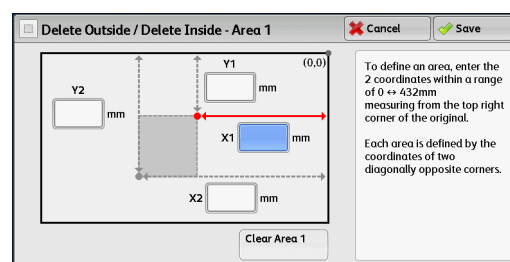 Delete Outside / Delete Inside - Area 1
Cancel
Save
Y1
(0,0)
mm
Y2
mm
X1
mm
X2
mm
Clear Area 1
To define an area, enter the
2 coordinates within a range
of 0 ↔ 432mm
measuring from the top right
corner of the original.
Each area is defined by the
coordinates of two
diagonally opposite corners.